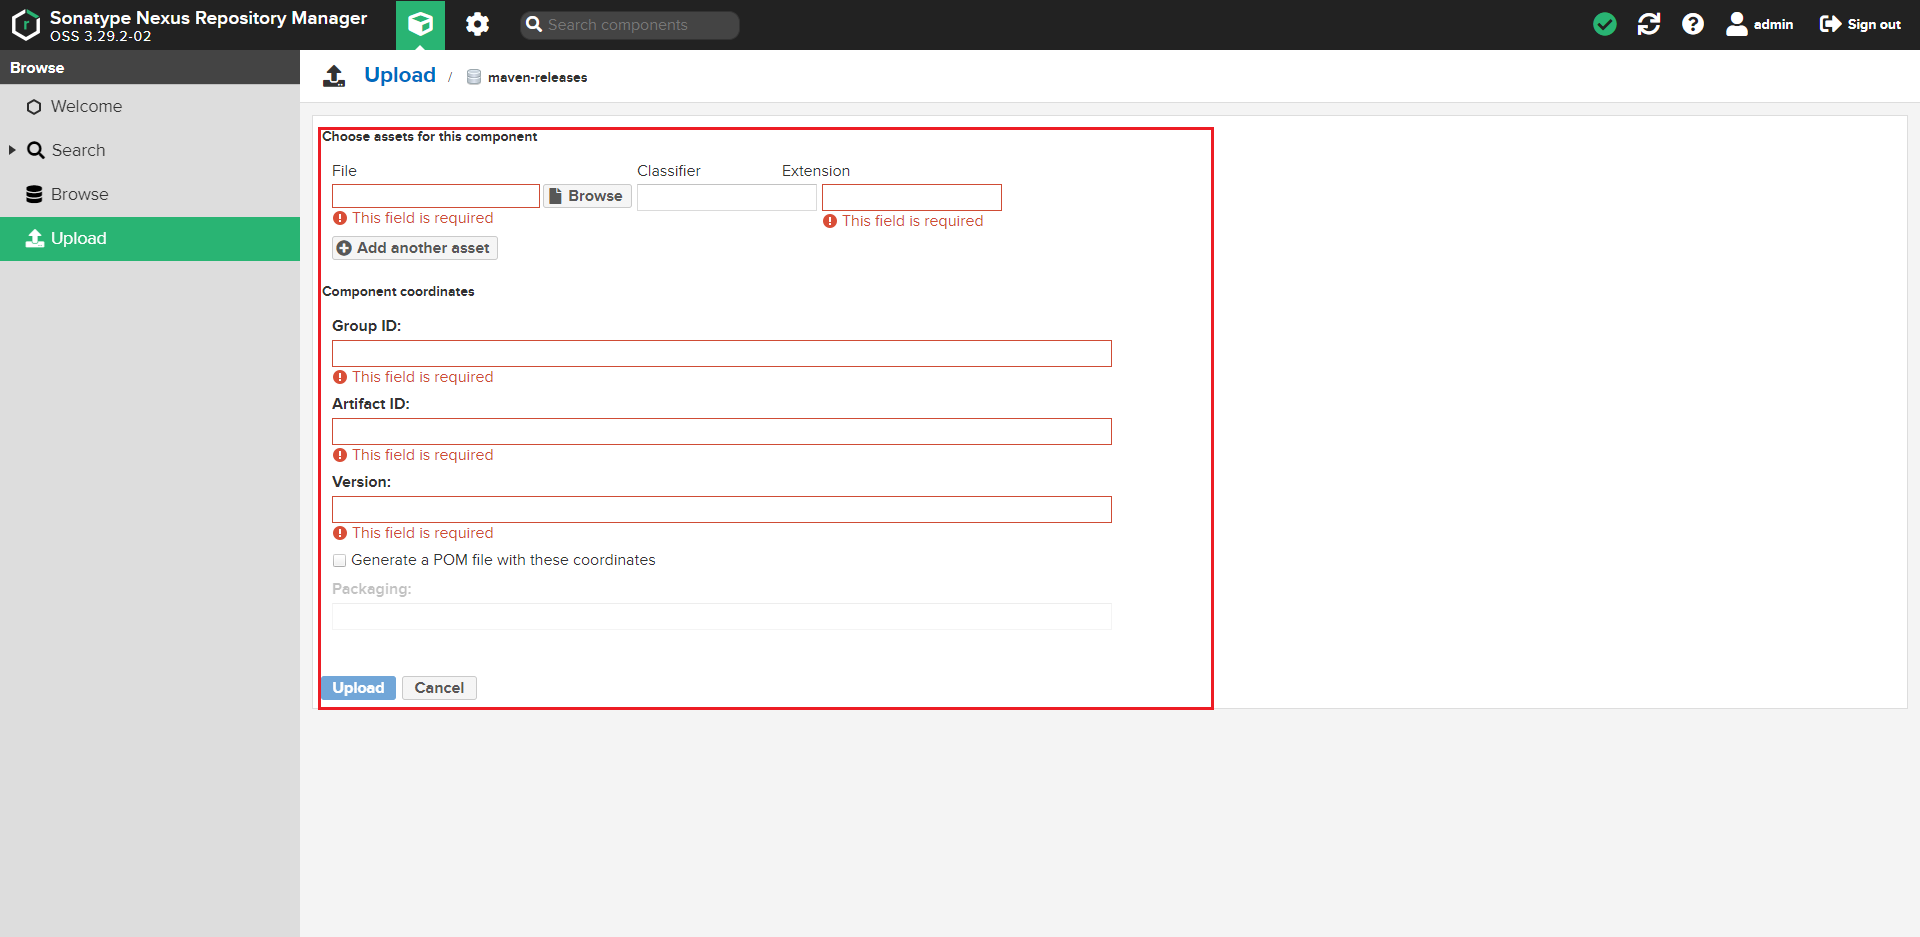 Sonatype Nexus Repository Manager
OSS 3.29.2-02
Search components
admin
Sign out
Browse
Welcome
Search
Browse
Upload
Upload / maven-releases
Choose assets for this component
File Classifier Extension
Browse
This field is required
This field is required
Add another asset
Component coordinates
Group ID:
This field is required
Artifact ID:
This field is required
Version:
This field is required
Generate a POM file with these coordinates
Packaging:
Upload Cancel